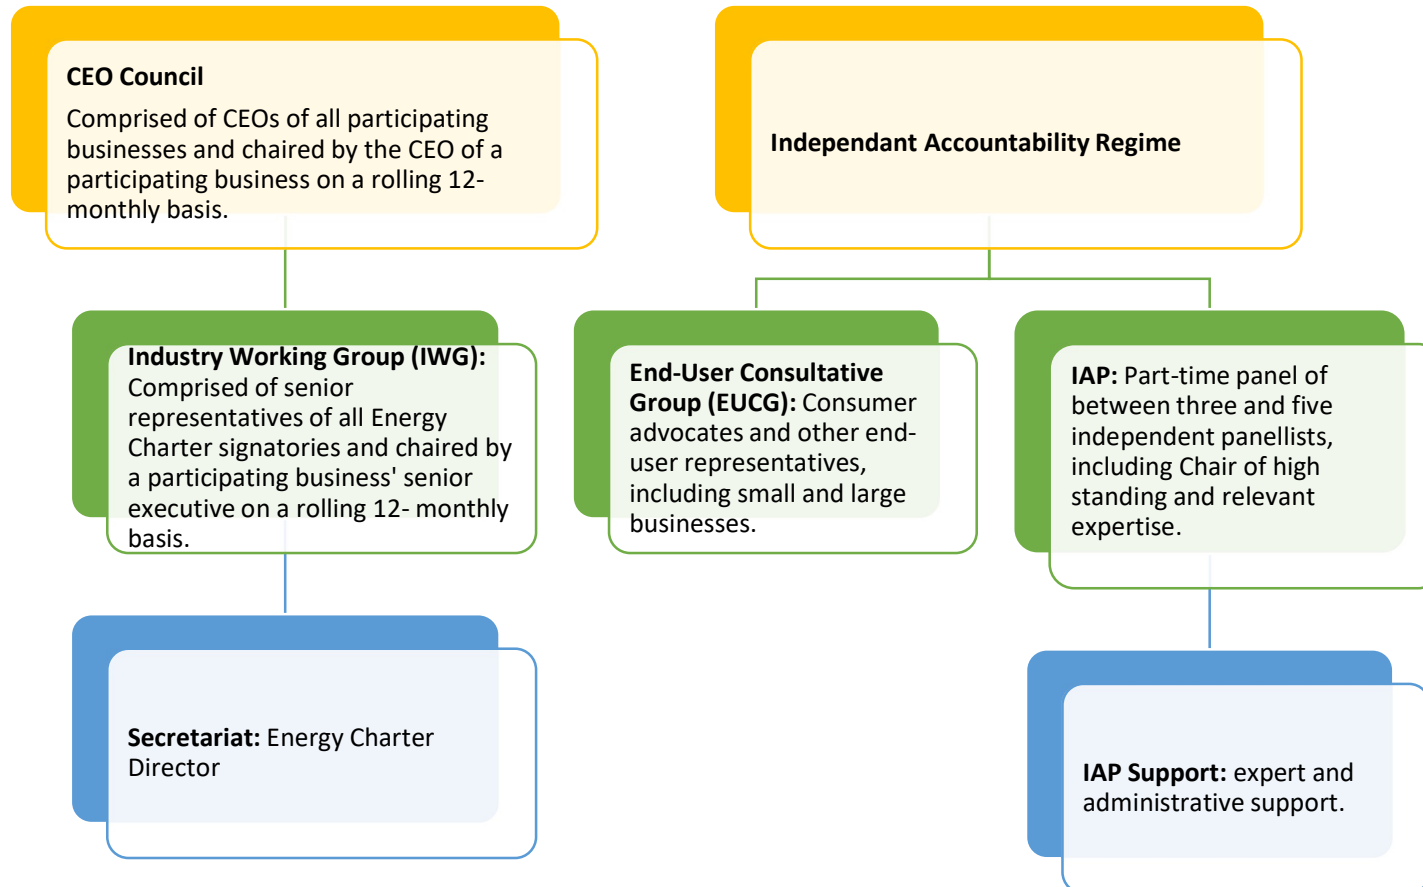 CEO Council
Comprised of CEOs of all participating
businesses and chaired by the CEO of a
participating business on a rolling 12-
monthly basis.
Independant Accountability Regime
Industry Working Group (IWG):
Comprised of senior
representatives of all Energy
Charter signatories and chaired by
a participating business' senior
executive on a rolling 12- monthly
basis.
End-User Consultative
Group (EUCG): Consumer
advocates and other end-
user representatives,
including small and large
businesses.
IAP: Part-time panel of
between three and five
independent panellists,
including Chair of high
standing and relevant
expertise.
Secretariat: Energy Charter
Director
IAP Support: expert and
administrative support.